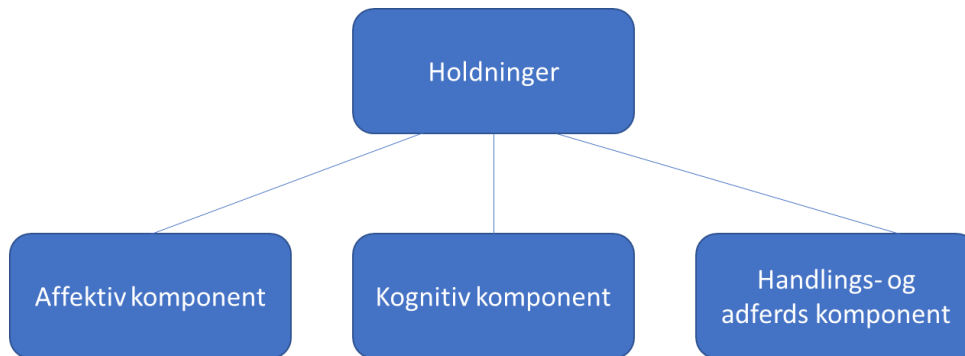 Holdninger
Affektiv komponent
Kognitiv komponent
Handlings- og
adferds komponent